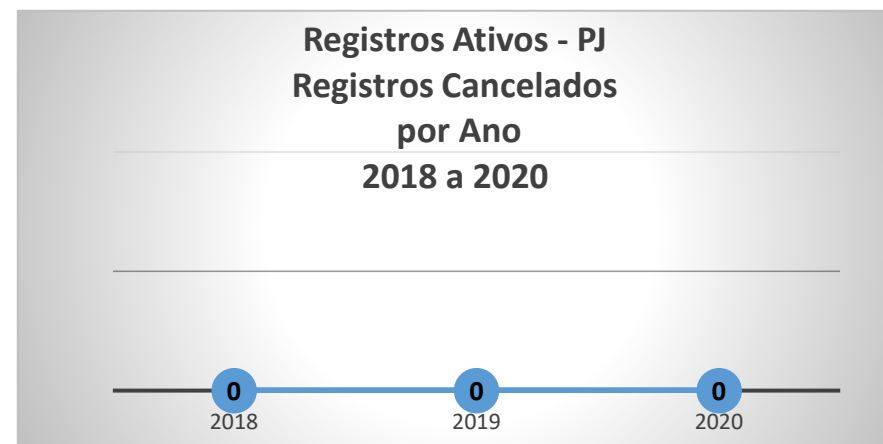 Registros Ativos - PJ
Registros Cancelados
por Ano
2018 a 2020
0 0 0
2018 2019 2020